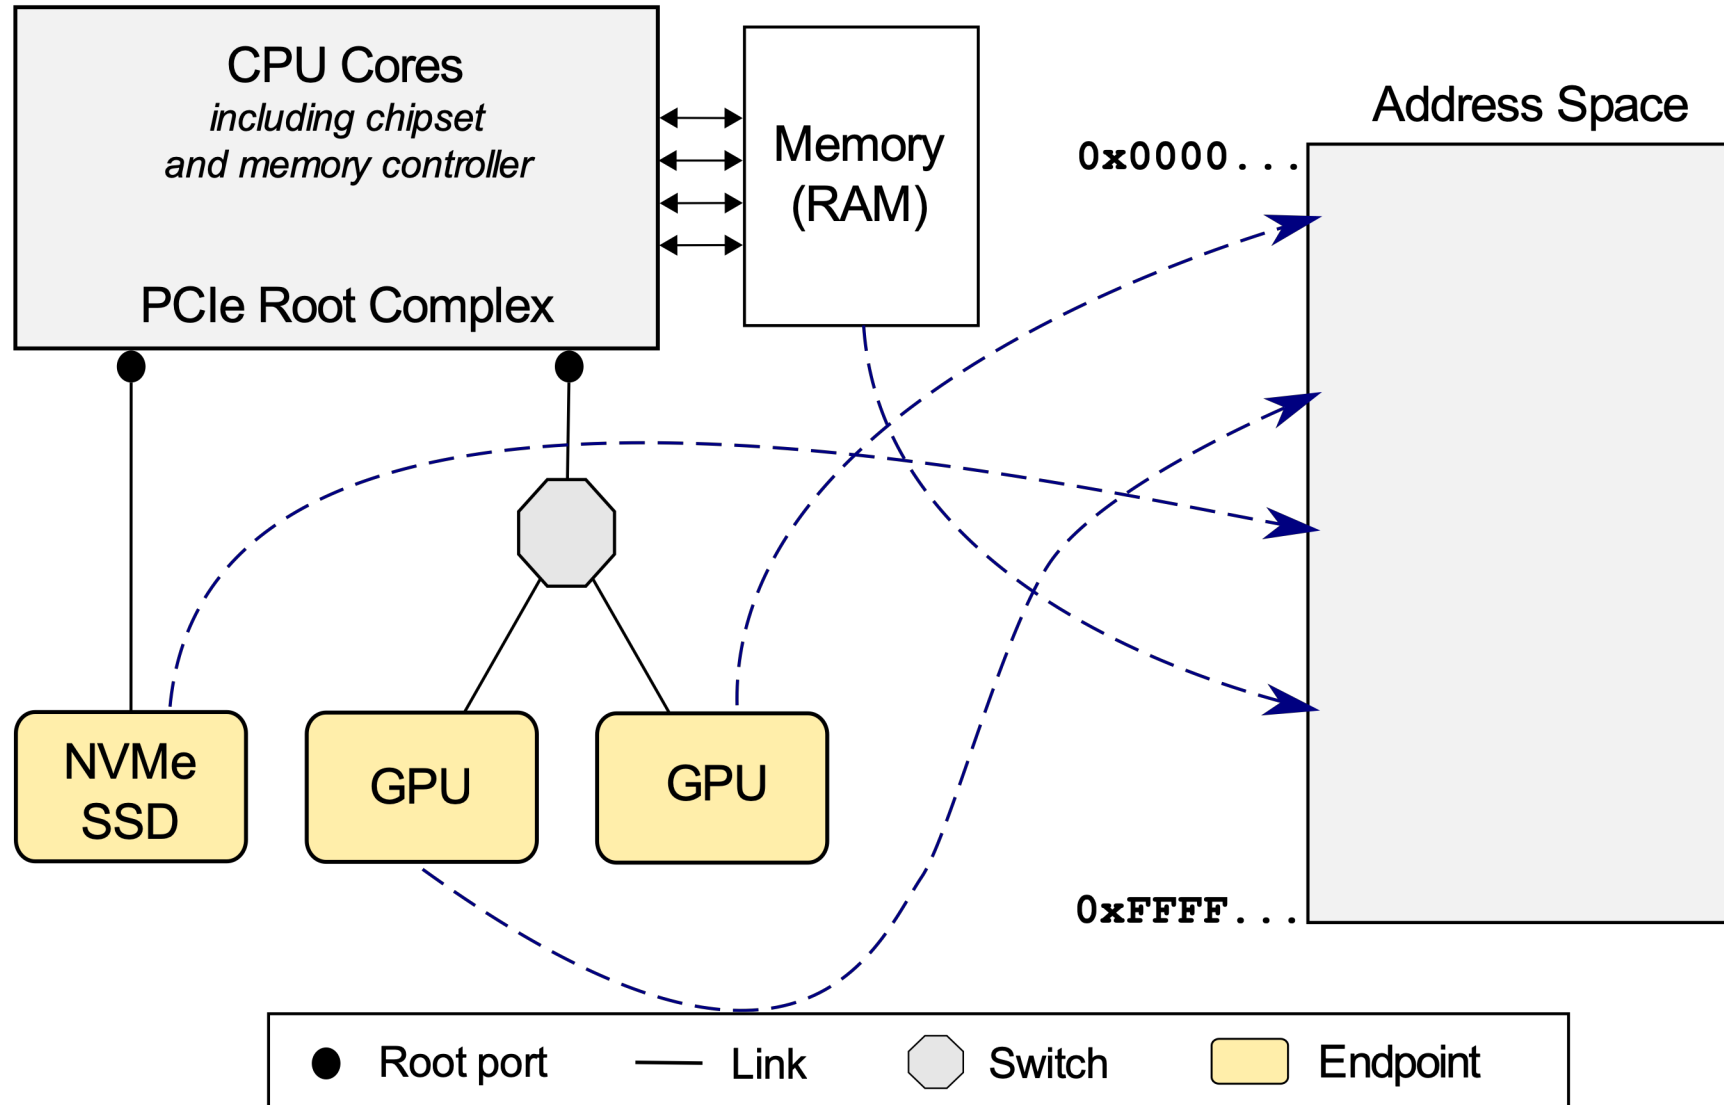 CPU Cores
including chipset
and memory controller
PCIe Root Complex
Memory
(RAM)
Address Space
0x0000...
0xFFFF...
NVMe
SSD
GPU
GPU
Root port
Link
Switch
Endpoint